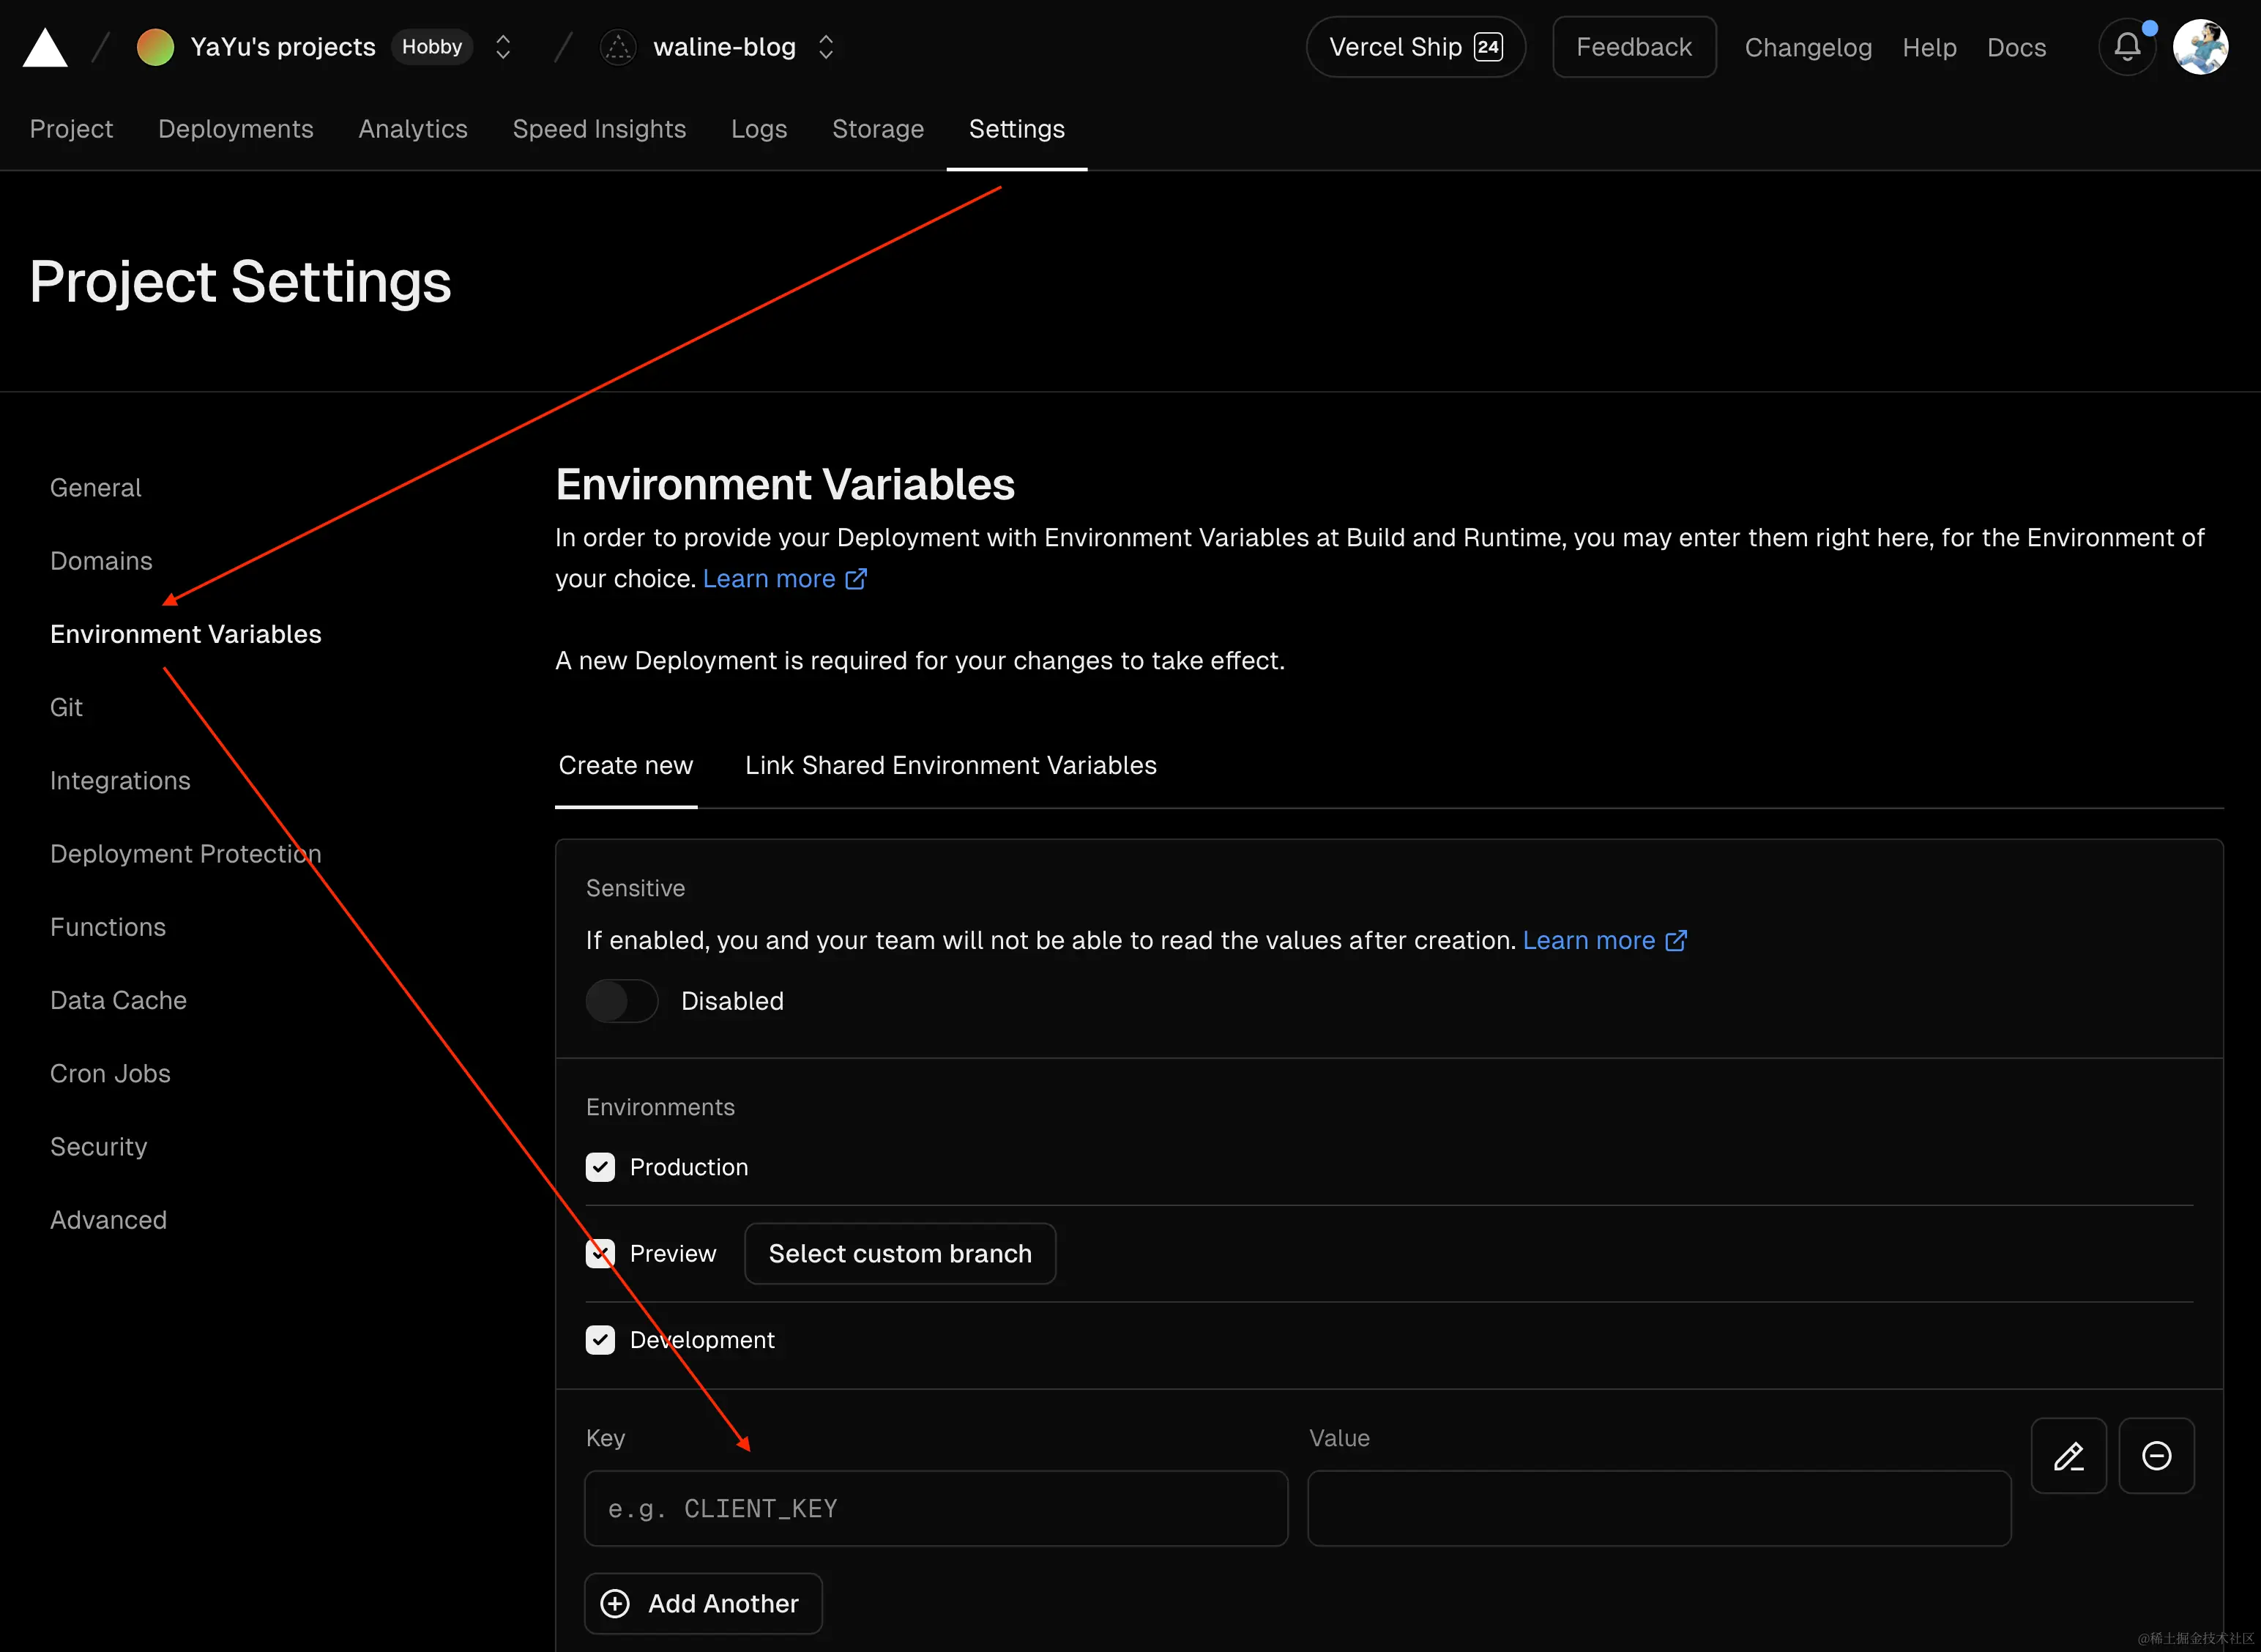 YaYu's projects Hobby waline-blog Vercel Ship 24 Feedback Changelog Help Docs
Project Deployments Analytics Speed Insights Logs Storage Settings
Project Settings
General
Domains
Environment Variables
Git
Integrations
Deployment Protection
Functions
Data Cache
Cron Jobs
Security
Advanced
Environment Variables
In order to provide your Deployment with Environment Variables at Build and Runtime, you may enter them right here, for the Environment of
your choice. Learn more
A new Deployment is required for your changes to take effect.
Create new Link Shared Environment Variables
Sensitive
If enabled, you and your team will not be able to read the values after creation. Learn more
Disabled
Environments
Production
Preview Select custom branch
Development
Key Value
e.g. CLIENT_KEY
Add Another
@稀土掘金技术社区